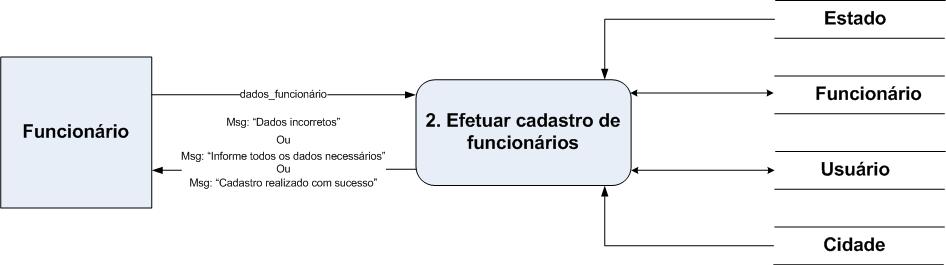 Estado
Funcionário
dados_funcionário
2. Efetuar cadastro de
funcionários
Funcionário
Msg: “Dados incorretos”
Ou
Msg: “Informe todos os dados necessários”
Ou
Msg: “Cadastro realizado com sucesso”
Usuário
Cidade